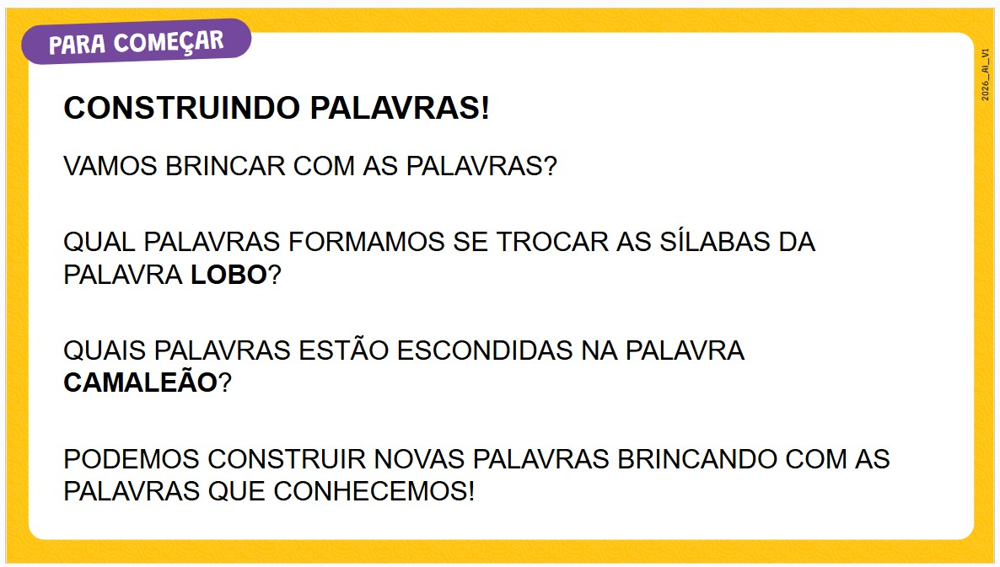 PARA COMEÇAR
2026_AI_V1
CONSTRUINDO PALAVRAS!
VAMOS BRINCAR COM AS PALAVRAS?
QUAL PALAVRAS FORMAMOS SE TROCAR AS SÍLABAS DA
PALAVRA LOBO?
QUAIS PALAVRAS ESTÃO ESCONDIDAS NA PALAVRA
CAMALEÃO?
PODEMOS CONSTRUIR NOVAS PALAVRAS BRINCANDO COM AS
PALAVRAS QUE CONHECEMOS!